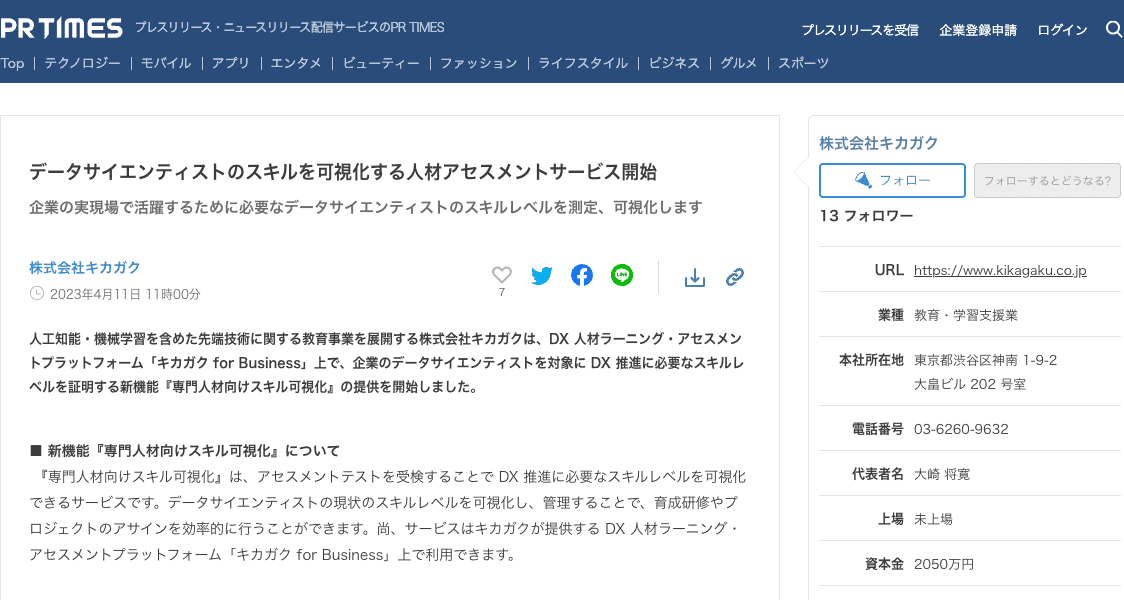 PR TIMES プレスリリース・ニュースリリース配信サービスのPR TIMES
プレスリリースを受信 企業登録申請 ログイン
Top | テクノロジー | モバイル | アプリ | エンタメ | ビューティー | ファッション | ライフスタイル | ビジネス | グルメ | スポーツ
データサイエンティストのスキルを可視化する人材アセスメントサービス開始
企業の実現場で活躍するために必要なデータサイエンティストのスキルレベルを測定、可視化します
株式会社キカガク
2023年4月11日 11時00分
7
LINE
人工知能・機械学習を含めた先端技術に関する教育事業を展開する株式会社キカガクは、DX 人材ラーニング・アセスメン
トプラットフォーム「キカガク for Business」上で、企業のデータサイエンティストを対象に DX 推進に必要なスキルレ
ベルを証明する新機能『専門人材向けスキル可視化』の提供を開始しました。
■ 新機能『専門人材向けスキル可視化』について
『専門人材向けスキル可視化』は、アセスメントテストを受検することで DX 推進に必要なスキルレベルを可視化
できるサービスです。データサイエンティストの現状のスキルレベルを可視化し、管理することで、育成研修やプ
ロジェクトのアサインを効率的に行うことができます。尚、サービスはキカガクが提供する DX 人材ラーニング・
アセスメントプラットフォーム「キカガク for Business」上で利用できます。
株式会社キカガク
フォロー フォローするとどうなる?
13 フォロワー
URL https://www.kikagaku.co.jp
業種 教育・学習支援業
本社所在地 東京都渋谷区神南 1-9-2
大畠ビル 202 号室
電話番号 03-6260-9632
代表者名 大崎 将寛
上場 未上場
資本金 2050万円